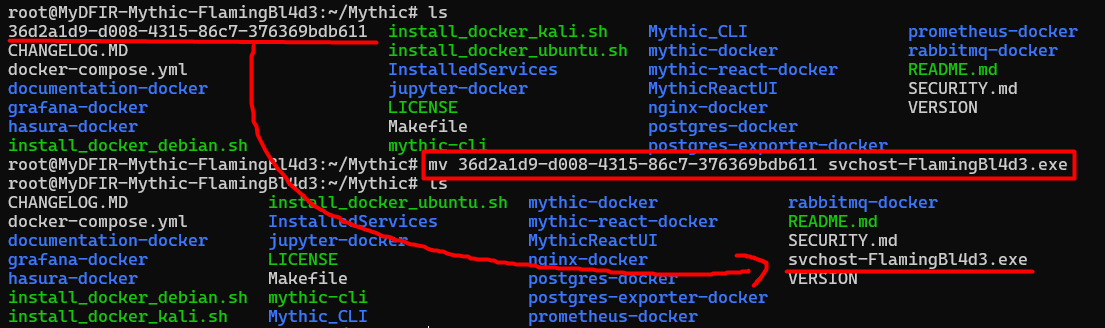 root@MyDFIR-Mythic-FlamingBl4d3:~/Mythic# ls
36d2a1d9-d008-4315-86c7-376369bdb611 install_docker_kali.sh Mythic_CLI prometheus-docker
CHANGELOG.MD install_docker_ubuntu.sh mythic-docker rabbitmq-docker
docker-compose.yml InstalledServices mythic-react-docker README.md
documentation-docker jupyter-docker MythicReactUI SECURITY.md
grafana-docker LICENSE nginx-docker VERSION
hasura-docker Makefile postgres-docker
install_docker_debian.sh mythic-cli postgres-exporter-docker
root@MyDFIR-Mythic-FlamingBl4d3:~/Mythic# mv 36d2a1d9-d008-4315-86c7-376369bdb611 svchost-FlamingBl4d3.exe
root@MyDFIR-Mythic-FlamingBl4d3:~/Mythic# ls
CHANGELOG.MD install_docker_ubuntu.sh mythic-docker rabbitmq-docker
docker-compose.yml InstalledServices mythic-react-docker README.md
documentation-docker jupyter-docker MythicReactUI SECURITY.md
grafana-docker LICENSE nginx-docker svchost-FlamingBl4d3.exe
hasura-docker Makefile postgres-docker VERSION
install_docker_debian.sh mythic-cli postgres-exporter-docker
install_docker_kali.sh Mythic_CLI prometheus-docker